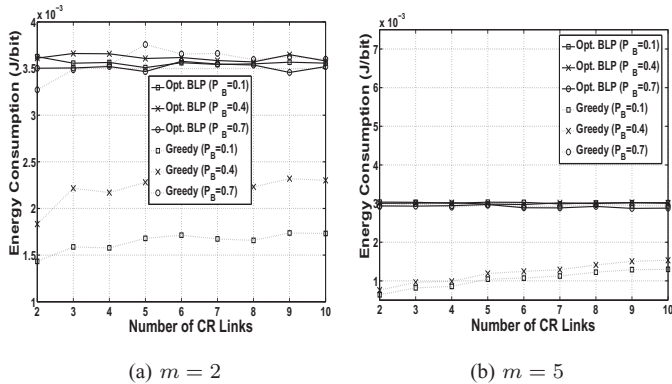 4 x 10^-3
Energy Consumption (J/bit)
3.5
3
2.5
2
1.5
1
Opt. BLP (P_B=0.1)
Opt. BLP (P_B=0.4)
Opt. BLP (P_B=0.7)
Greedy (P_B=0.1)
Greedy (P_B=0.4)
Greedy (P_B=0.7)
2 3 4 5 6 7 8 9 10
Number of CR Links
(a) m = 2
x 10^-3
Energy Consumption (J/bit)
7
6
5
4
3
2
1
Opt. BLP (P_B=0.1)
Opt. BLP (P_B=0.4)
Opt. BLP (P_B=0.7)
Greedy (P_B=0.1)
Greedy (P_B=0.4)
Greedy (P_B=0.7)
2 3 4 5 6 7 8 9 10
Number of CR Links
(b) m = 5